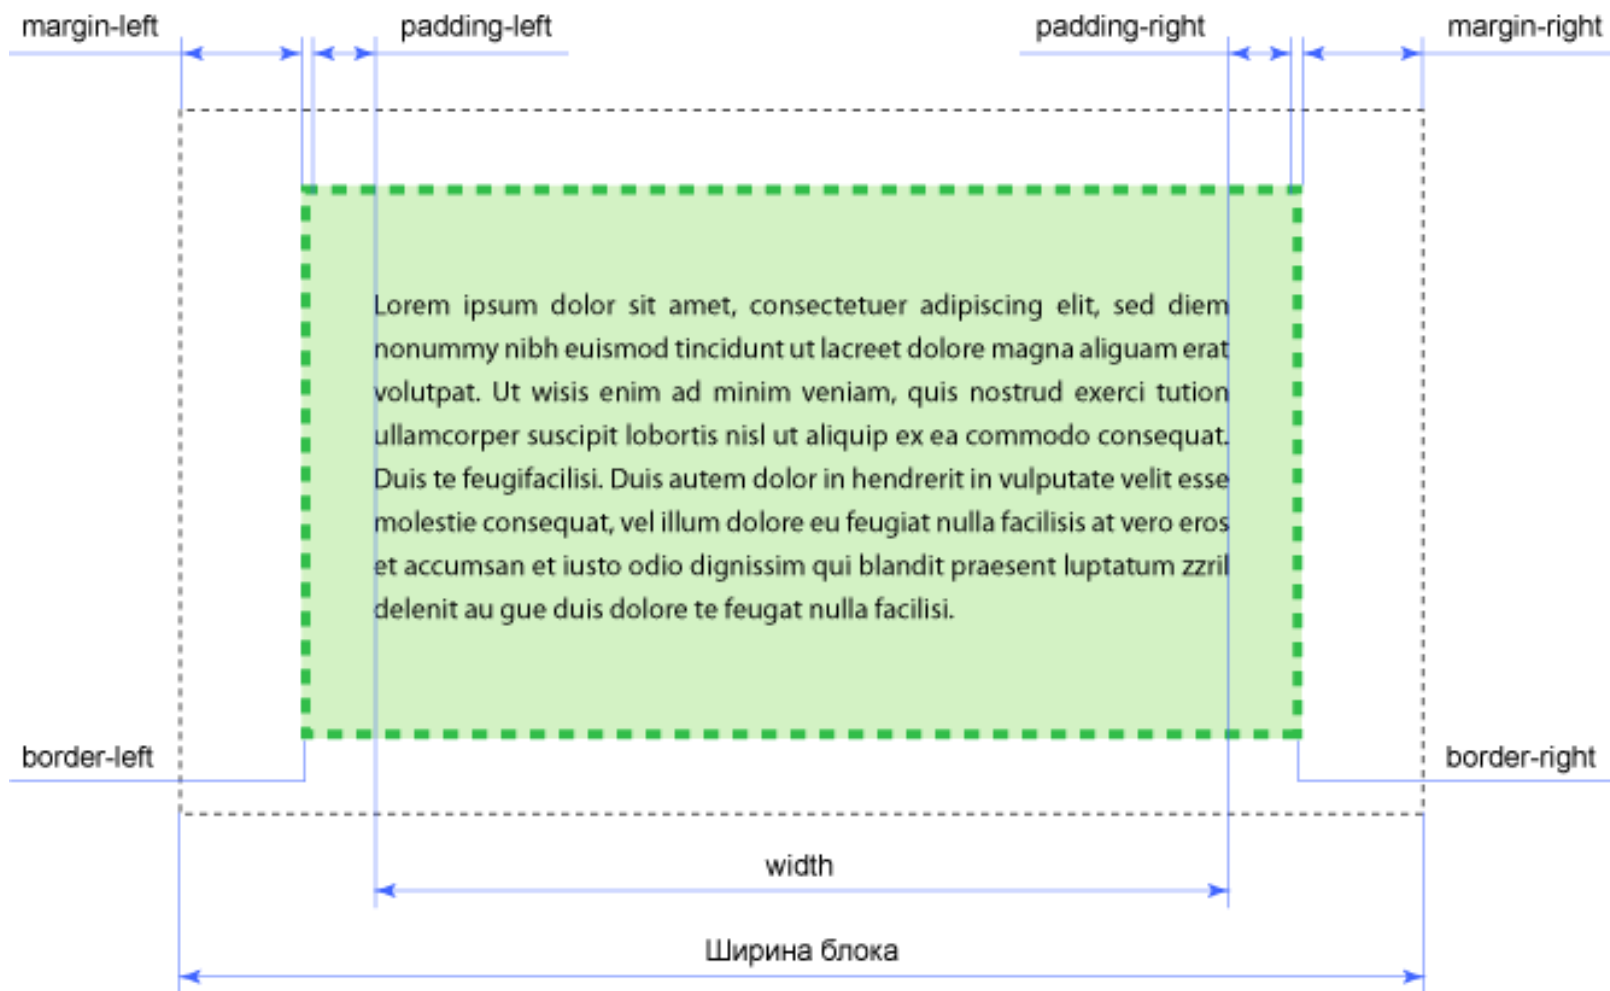 margin-left
padding-left
padding-right
margin-right
Lorem ipsum dolor sit amet, consectetuer adipiscing elit, sed diem
nonummy nibh euismod tincidunt ut lacreet dolore magna aliguam erat
volutpat. Ut wisis enim ad minim veniam, quis nostrud exerci tution
ullamcorper suscipit lobortis nisl ut aliquip ex ea commodo consequat.
Duis te feugifacilisi. Duis autem dolor in hendrerit in vulputate velit esse
molestie consequat, vel illum dolore eu feugiat nulla facilisis at vero eros
et accumsan et iusto odio dignissim qui blandit praesent luptatum zzril
delenit au gue duis dolore te feugat nulla facilisi.
border-left
border-right
width
Ширина блока